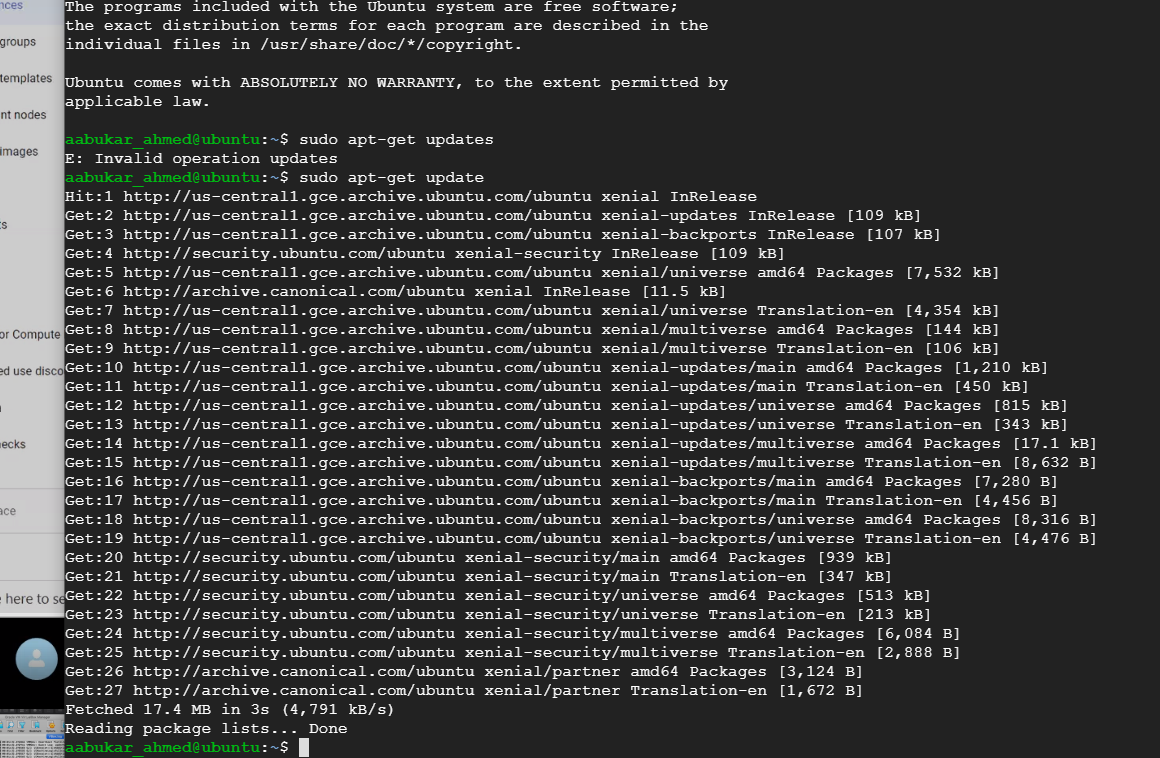 nces
The programs included with the Ubuntu system are free software;
the exact distribution terms for each program are described in the
groups
individual files in /usr/share/doc/*/copyright.
templates
Ubuntu comes with ABSOLUTELY NO WARRANTY, to the extent permitted by
applicable law.
nt nodes
aabukar_ahmed@ubuntu:~$ sudo apt-get updates
images
E: Invalid operation updates
aabukar_ahmed@ubuntu:~$ sudo apt-get update
Hit:1 http://us-central1.gce.archive.ubuntu.com/ubuntu xenial InRelease
Get:2 http://us-central1.gce.archive.ubuntu.com/ubuntu xenial-updates InRelease [109 kB]
ts
Get:3 http://us-central1.gce.archive.ubuntu.com/ubuntu xenial-backports InRelease [107 kB]
Get:4 http://security.ubuntu.com/ubuntu xenial-security InRelease [109 kB]
Get:5 http://us-central1.gce.archive.ubuntu.com/ubuntu xenial/universe amd64 Packages [7,532 kB]
Get:6 http://archive.canonical.com/ubuntu xenial InRelease [11.5 kB]
Get:7 http://us-central1.gce.archive.ubuntu.com/ubuntu xenial/universe Translation-en [4,354 kB]
or Compute
Get:8 http://us-central1.gce.archive.ubuntu.com/ubuntu xenial/multiverse amd64 Packages [144 kB]
Get:9 http://us-central1.gce.archive.ubuntu.com/ubuntu xenial/multiverse Translation-en [106 kB]
ed use disco
Get:10 http://us-central1.gce.archive.ubuntu.com/ubuntu xenial-updates/main amd64 Packages [1,210 kB]
Get:11 http://us-central1.gce.archive.ubuntu.com/ubuntu xenial-updates/main Translation-en [450 kB]
Get:12 http://us-central1.gce.archive.ubuntu.com/ubuntu xenial-updates/universe amd64 Packages [815 kB]
Get:13 http://us-central1.gce.archive.ubuntu.com/ubuntu xenial-updates/universe Translation-en [343 kB]
ecks
Get:14 http://us-central1.gce.archive.ubuntu.com/ubuntu xenial-updates/multiverse amd64 Packages [17.1 kB]
Get:15 http://us-central1.gce.archive.ubuntu.com/ubuntu xenial-updates/multiverse Translation-en [8,632 B]
Get:16 http://us-central1.gce.archive.ubuntu.com/ubuntu xenial-backports/main amd64 Packages [7,280 B]
Get:17 http://us-central1.gce.archive.ubuntu.com/ubuntu xenial-backports/main Translation-en [4,456 B]
ace
Get:18 http://us-central1.gce.archive.ubuntu.com/ubuntu xenial-backports/universe amd64 Packages [8,316 B]
Get:19 http://us-central1.gce.archive.ubuntu.com/ubuntu xenial-backports/universe Translation-en [4,476 B]
Get:20 http://security.ubuntu.com/ubuntu xenial-security/main amd64 Packages [939 kB]
Get:21 http://security.ubuntu.com/ubuntu xenial-security/main Translation-en [347 kB]
here to se
Get:22 http://security.ubuntu.com/ubuntu xenial-security/universe amd64 Packages [513 kB]
Get:23 http://security.ubuntu.com/ubuntu xenial-security/universe Translation-en [213 kB]
Get:24 http://security.ubuntu.com/ubuntu xenial-security/multiverse amd64 Packages [6,084 B]
Get:25 http://security.ubuntu.com/ubuntu xenial-security/multiverse Translation-en [2,888 B]
Get:26 http://archive.canonical.com/ubuntu xenial/partner amd64 Packages [3,124 B]
Get:27 http://archive.canonical.com/ubuntu xenial/partner Translation-en [1,672 B]
Fetched 17.4 MB in 3s (4,791 kB/s)
Reading package lists... Done
aabukar_ahmed@ubuntu:~$